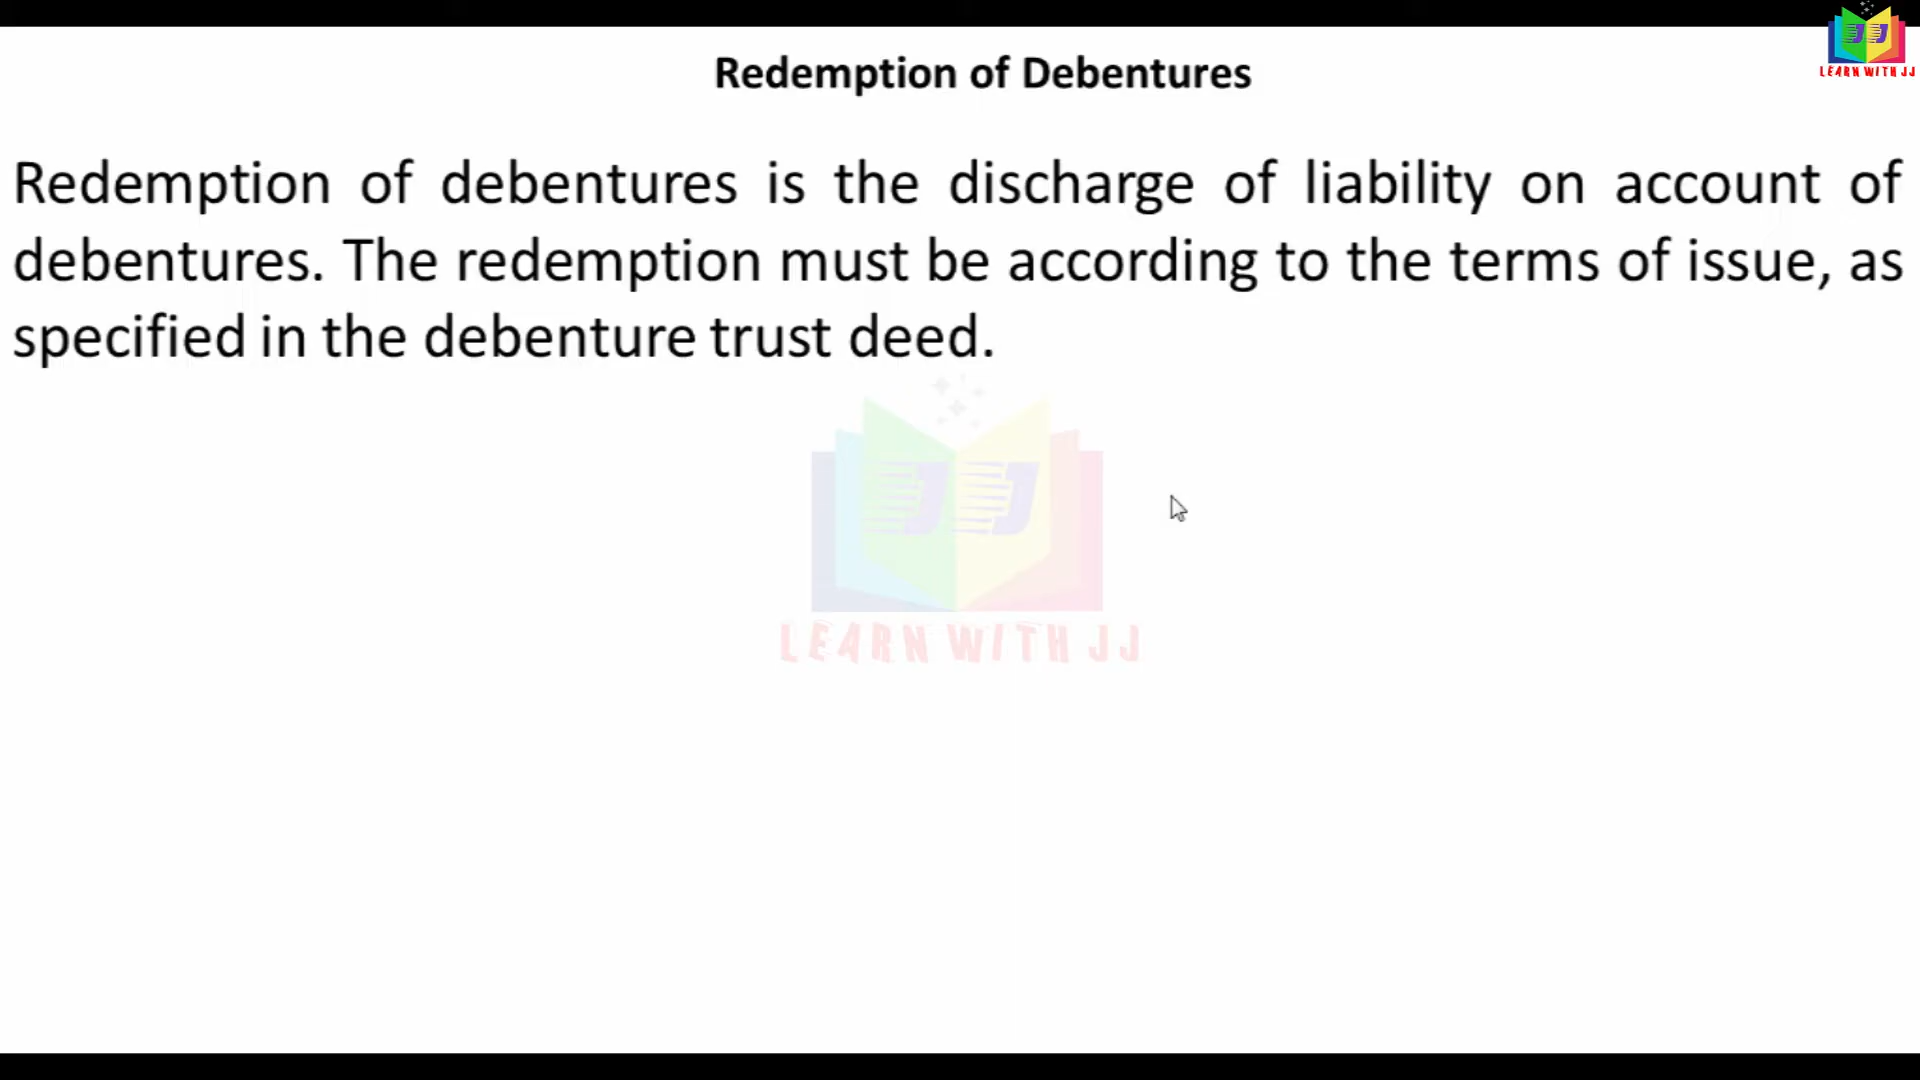 Redemption of Debentures
LEARN WITH JJ
Redemption of debentures is the discharge of liability on account of
debentures. The redemption must be according to the terms of issue, as
specified in the debenture trust deed.
JJ
LEARN WITH JJ